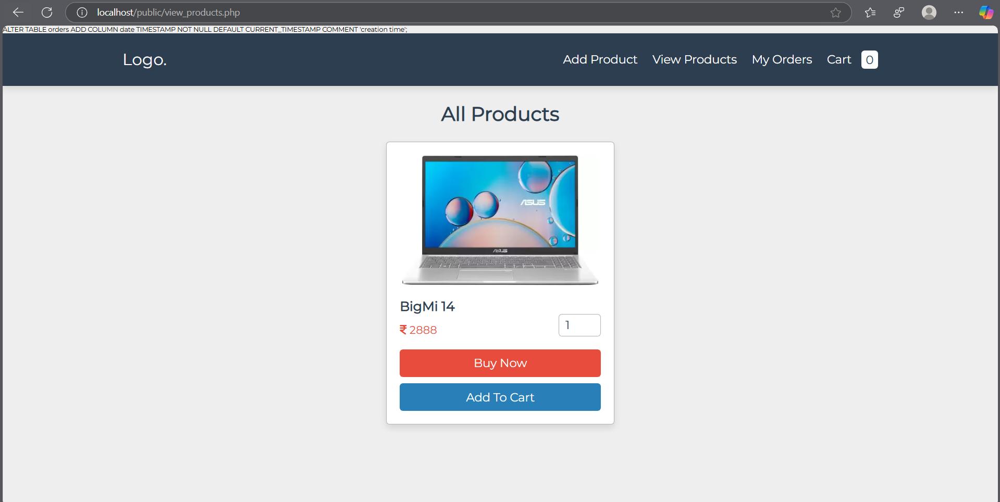 localhost/public/view_products.php
ALTER TABLE orders ADD COLUMN date TIMESTAMP NOT NULL DEFAULT CURRENT_TIMESTAMP COMMENT 'creation time';
Logo. Add Product View Products My Orders Cart 0
All Products
ASUS
ASUS
BigMi 14
₹ 2888 1
Buy Now
Add To Cart